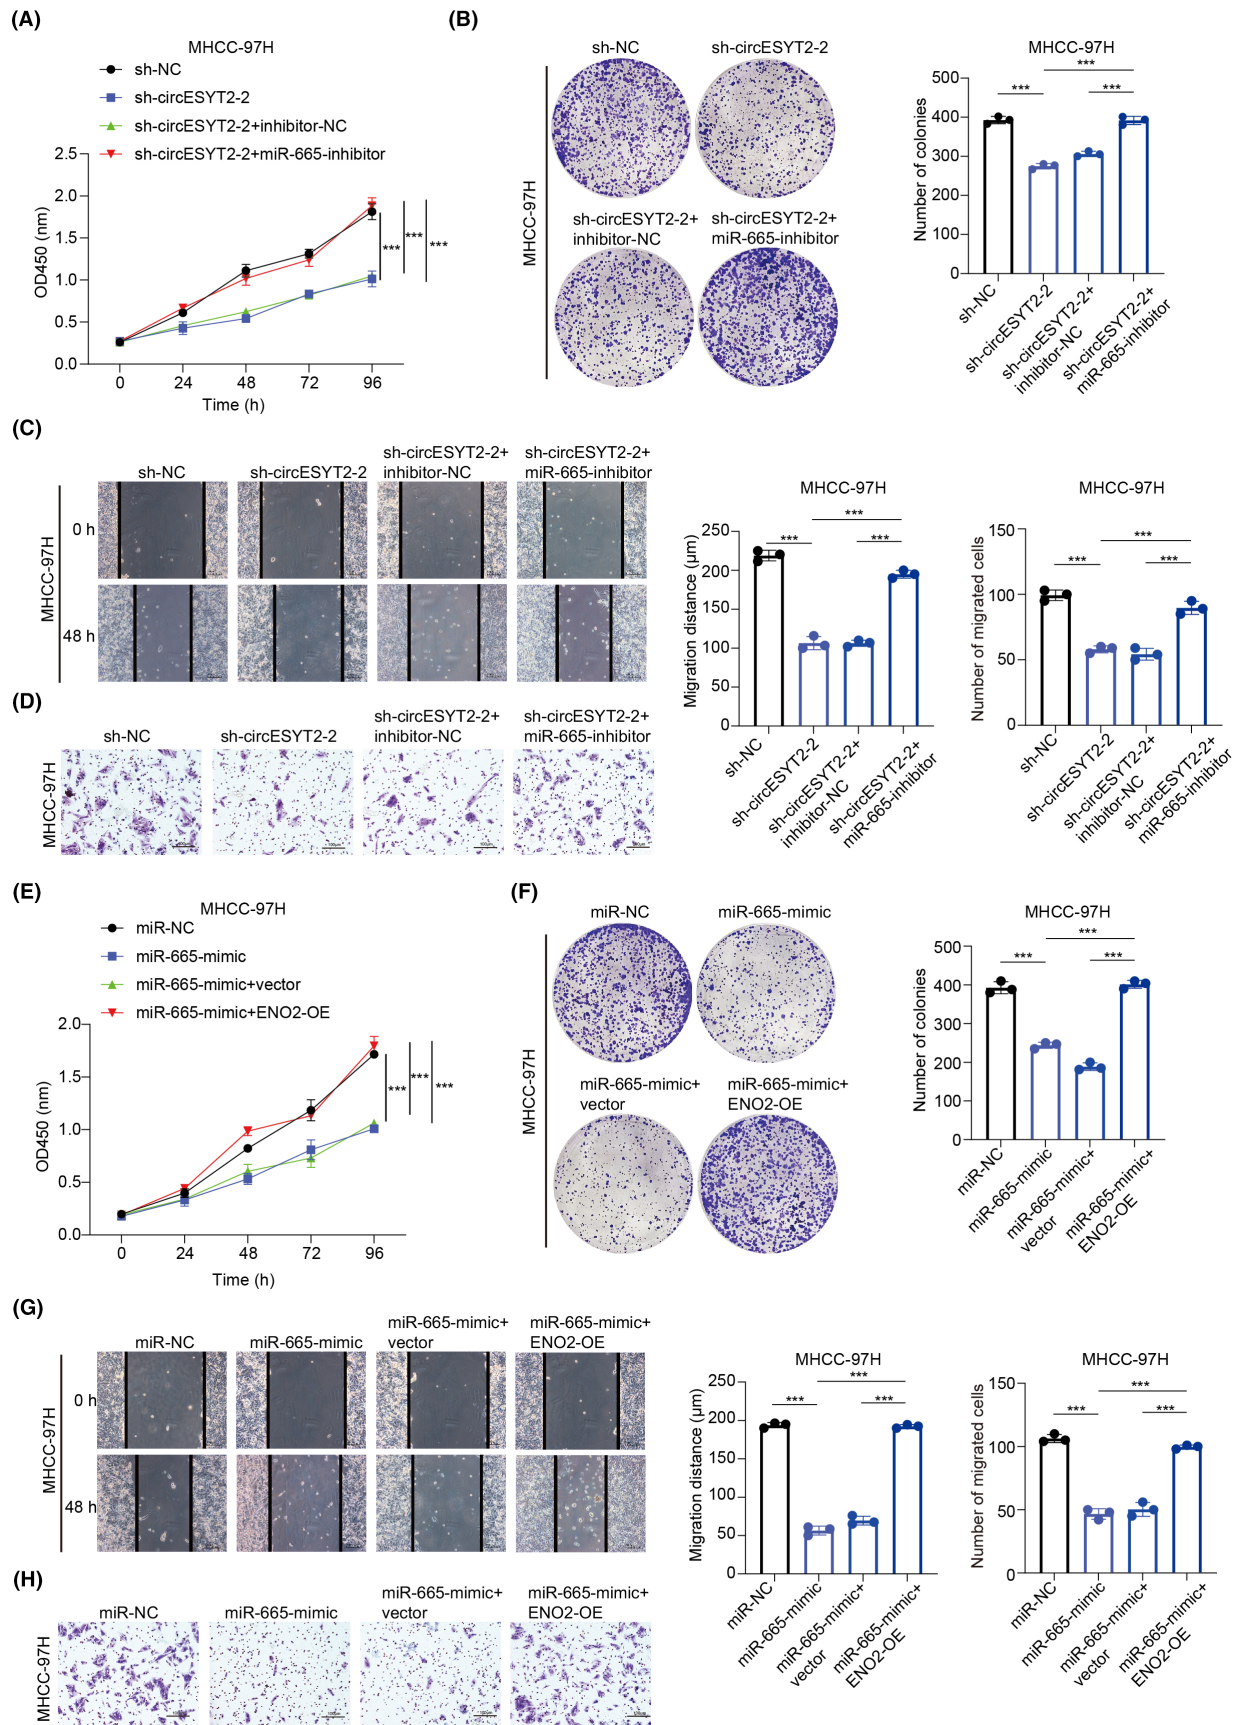 (A)
MHCC-97H
sh-NC
sh-circESYT2-2
sh-circESYT2-2+inhibitor-NC
sh-circESYT2-2+miR-665-inhibitor
OD450 (nm)
2.5
2.0
1.5
1.0
0.5
0.0
***
***
***
0 24 48 72 96
Time (h)
(B)
MHCC-97H
sh-NC
sh-circESYT2-2
sh-circESYT2-2+
inhibitor-NC
sh-circESYT2-2+
miR-665-inhibitor
MHCC-97H
Number of colonies
500
400
300
200
100
0
***
***
***
sh-NC
sh-circESYT2-2
sh-circESYT2-2+
inhibitor-NC
sh-circESYT2-2+
miR-665-inhibitor
(C)
MHCC-97H
sh-NC
sh-circESYT2-2
sh-circESYT2-2+
inhibitor-NC
sh-circESYT2-2+
miR-665-inhibitor
0 h
48 h
MHCC-97H
Migration distance (μm)
250
200
150
100
50
0
***
***
***
sh-NC
sh-circESYT2-2
sh-circESYT2-2+
inhibitor-NC
sh-circESYT2-2+
miR-665-inhibitor
MHCC-97H
Number of migrated cells
150
100
50
0
***
***
***
sh-NC
sh-circESYT2-2
sh-circESYT2-2+
inhibitor-NC
sh-circESYT2-2+
miR-665-inhibitor
(D)
MHCC-97H
sh-NC
sh-circESYT2-2
sh-circESYT2-2+
inhibitor-NC
sh-circESYT2-2+
miR-665-inhibitor
100μm
100μm
(E)
MHCC-97H
miR-NC
miR-665-mimic
miR-665-mimic+vector
miR-665-mimic+ENO2-OE
OD450 (nm)
2.0
1.5
1.0
0.5
0.0
***
***
***
0 24 48 72 96
Time (h)
(F)
MHCC-97H
miR-NC
miR-665-mimic
miR-665-mimic+
vector
miR-665-mimic+
ENO2-OE
MHCC-97H
Number of colonies
500
400
300
200
100
0
***
***
***
miR-NC
miR-665-mimic
miR-665-mimic+
vector
miR-665-mimic+
ENO2-OE
(G)
MHCC-97H
miR-NC
miR-665-mimic
miR-665-mimic+
vector
miR-665-mimic+
ENO2-OE
0 h
48 h
MHCC-97H
Migration distance (μm)
250
200
150
100
50
0
***
***
***
miR-NC
miR-665-mimic
miR-665-mimic+
vector
miR-665-mimic+
ENO2-OE
MHCC-97H
Number of migrated cells
150
100
50
0
***
***
***
miR-NC
miR-665-mimic
miR-665-mimic+
vector
miR-665-mimic+
ENO2-OE
(H)
MHCC-97H
miR-NC
miR-665-mimic
miR-665-mimic+
vector
miR-665-mimic+
ENO2-OE
100μm